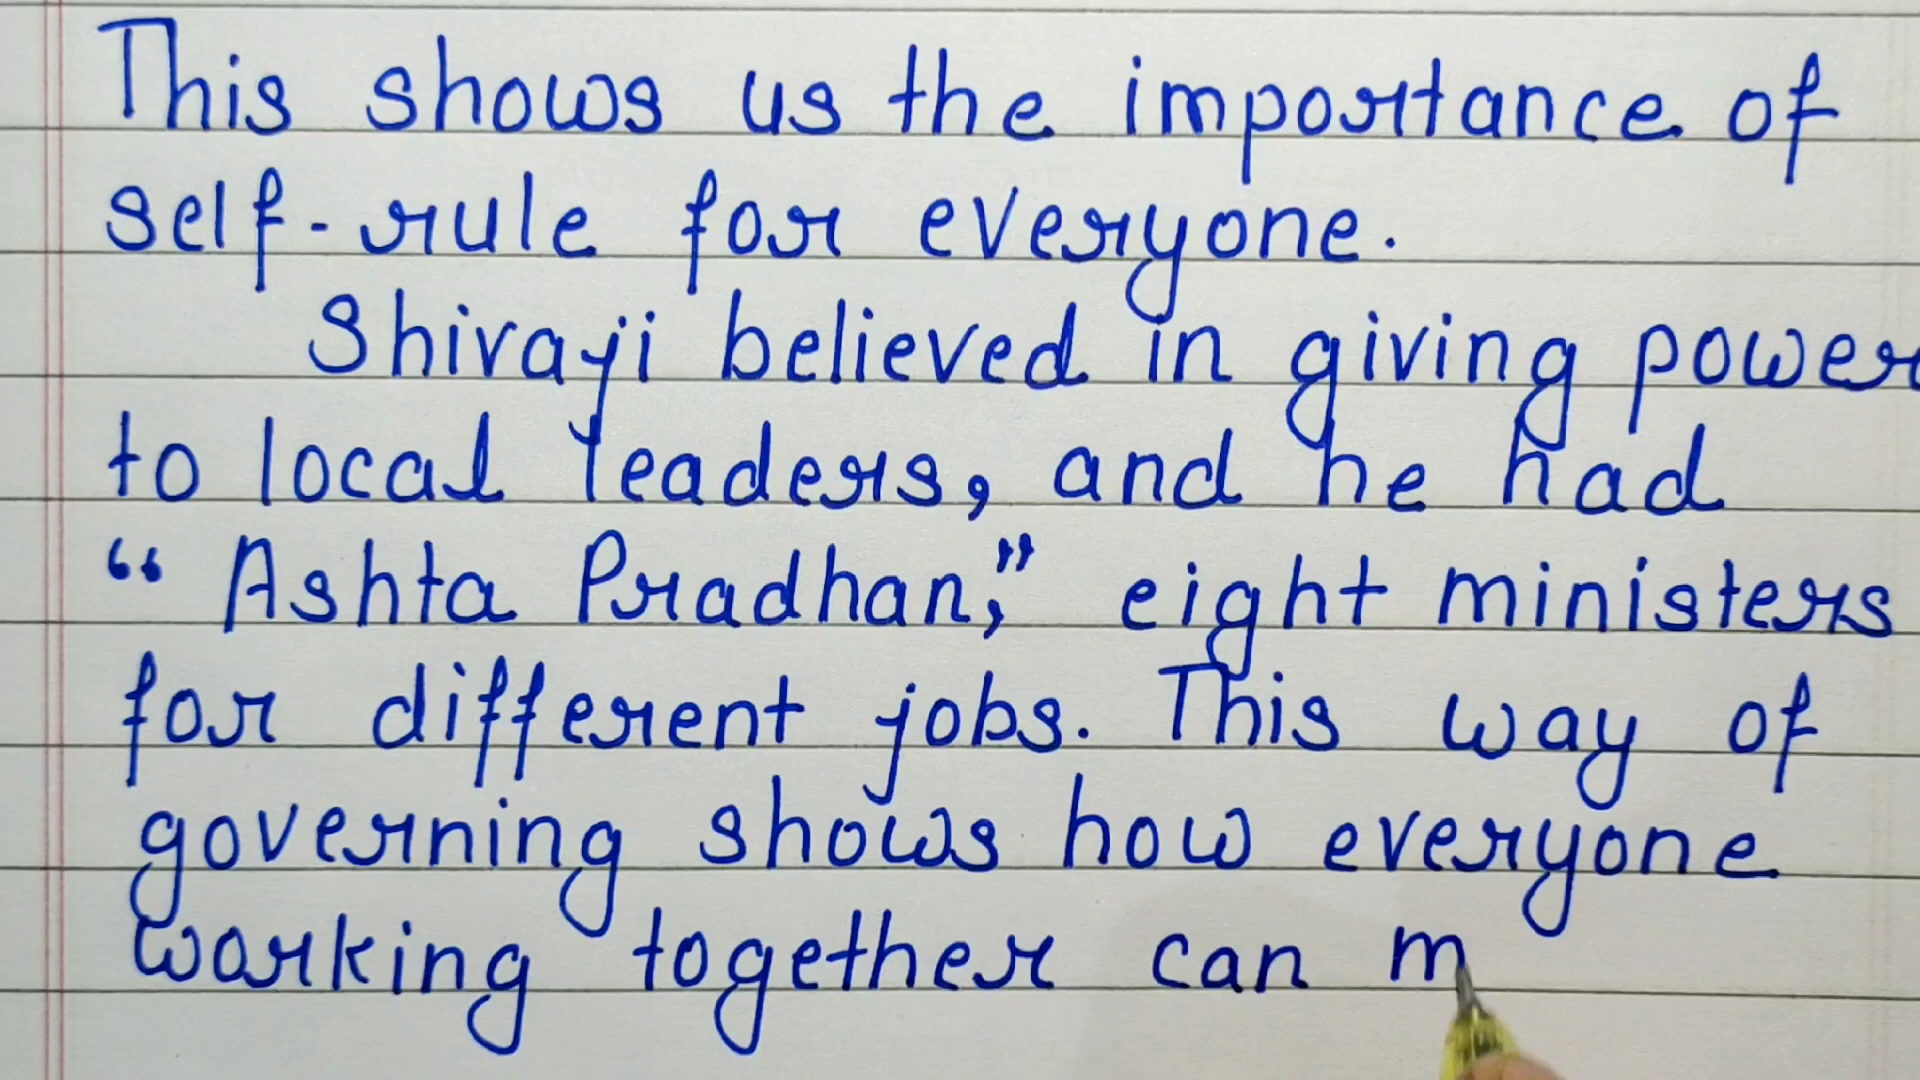 This shows us the importance of
self-rule for everyone.
Shivaji believed in giving power
to local leaders, and he had
“Ashta Pradhan,” eight ministers
for different jobs. This way of
governing shows how everyone
working together can m